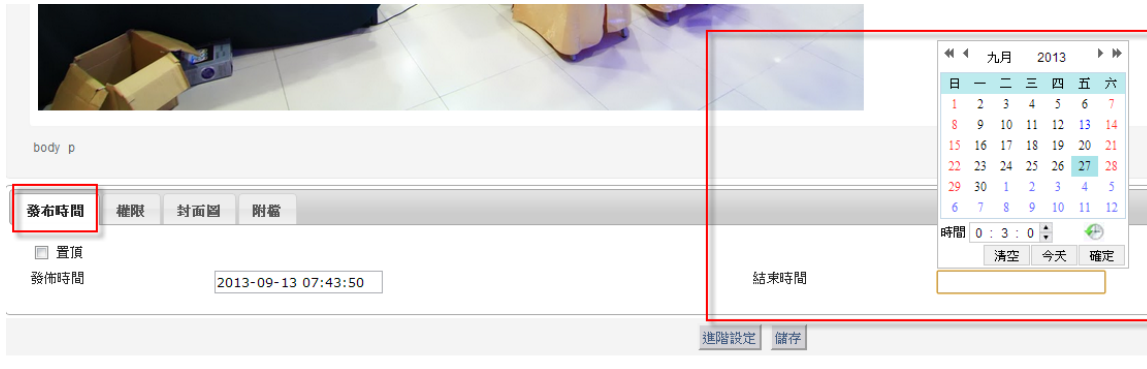 九月 2013
日 一 二 三 四 五 六
1 2 3 4 5 6 7
8 9 10 11 12 13 14
15 16 17 18 19 20 21
22 23 24 25 26 27 28
29 30 1 2 3 4 5
6 7 8 9 10 11 12
時間 0 : 3 : 0
清空 今天 確定
body p
發布時間 權限 封面圖 附檔
置頂
發佈時間 2013-09-13 07:43:50 結束時間
進階設定 儲存